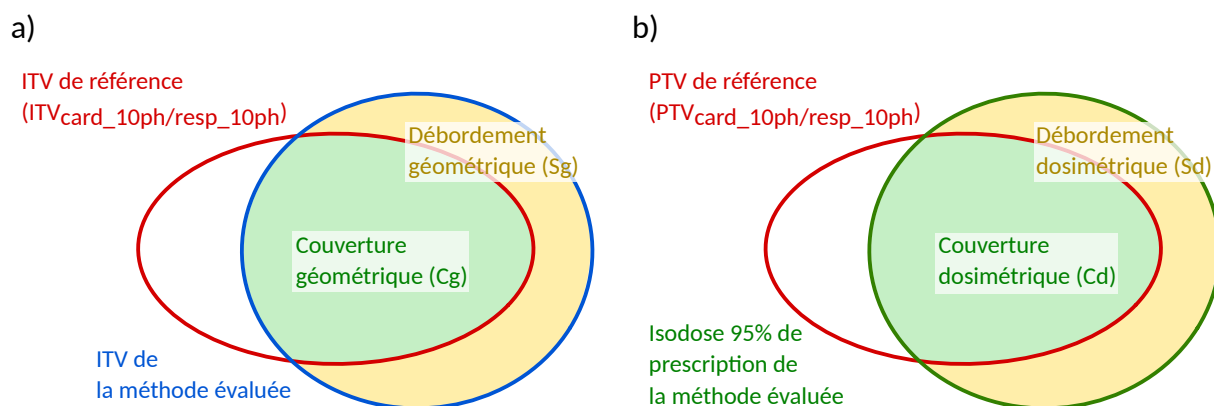 a)
ITV de référence
(ITVcard_10ph/resp_10ph)
Débordement
géométrique (Sg)
Couverture
géométrique (Cg)
ITV de
la méthode évaluée
b)
PTV de référence
(PTVcard_10ph/resp_10ph)
Débordement
dosimétrique (Sd)
Couverture
dosimétrique (Cd)
Isodose 95% de
prescription de
la méthode évaluée